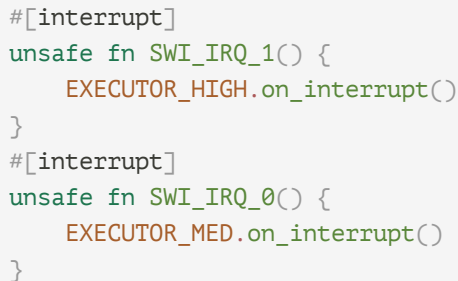 #[interrupt]
unsafe fn SWI_IRQ_1() {
    EXECUTOR_HIGH.on_interrupt()
}
#[interrupt]
unsafe fn SWI_IRQ_0() {
    EXECUTOR_MED.on_interrupt()
}